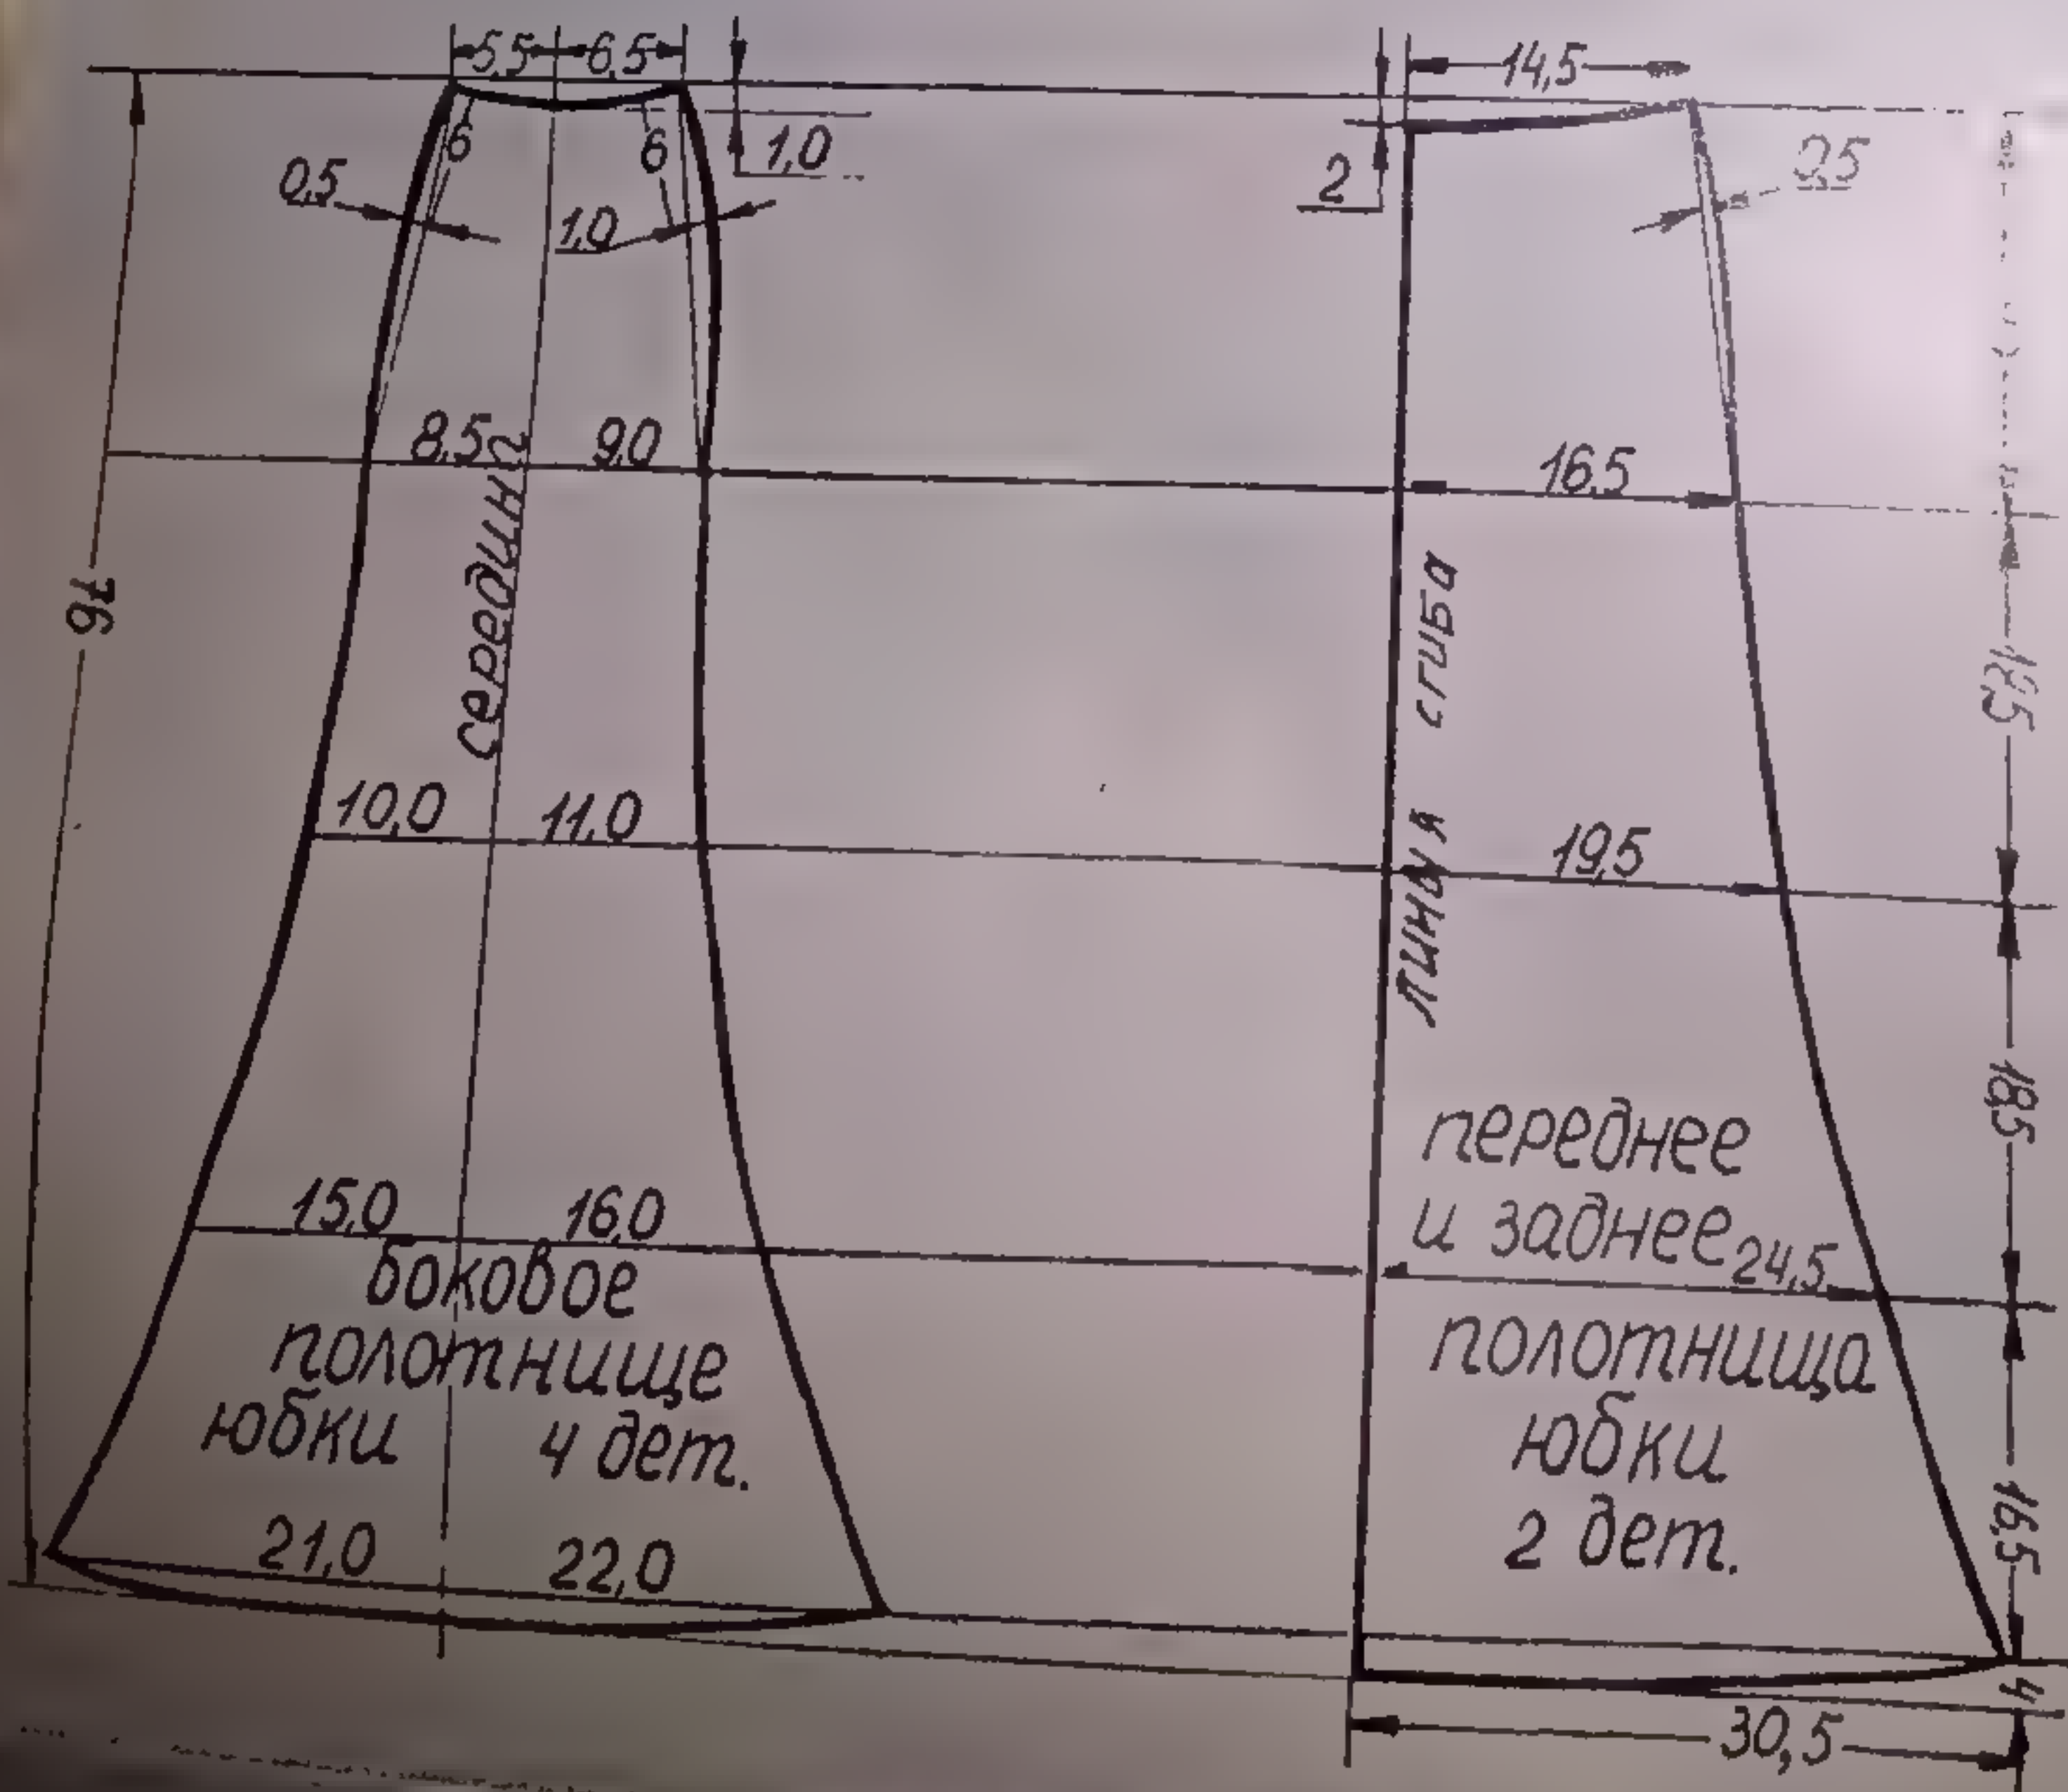 5,5 6,5
14,5
6 6 1,0
2
0,5
0,5
1,0
8,5 9,0
16,5
середина
76
линия сгиба
18,5
10,0 11,0
19,5
18,5
15,0 16,0
боковое
полотнище
юбки 4 дет.
переднее
и заднее 24,5
полотнища
юбки
2 дет.
16,5
21,0 22,0
4
30,5